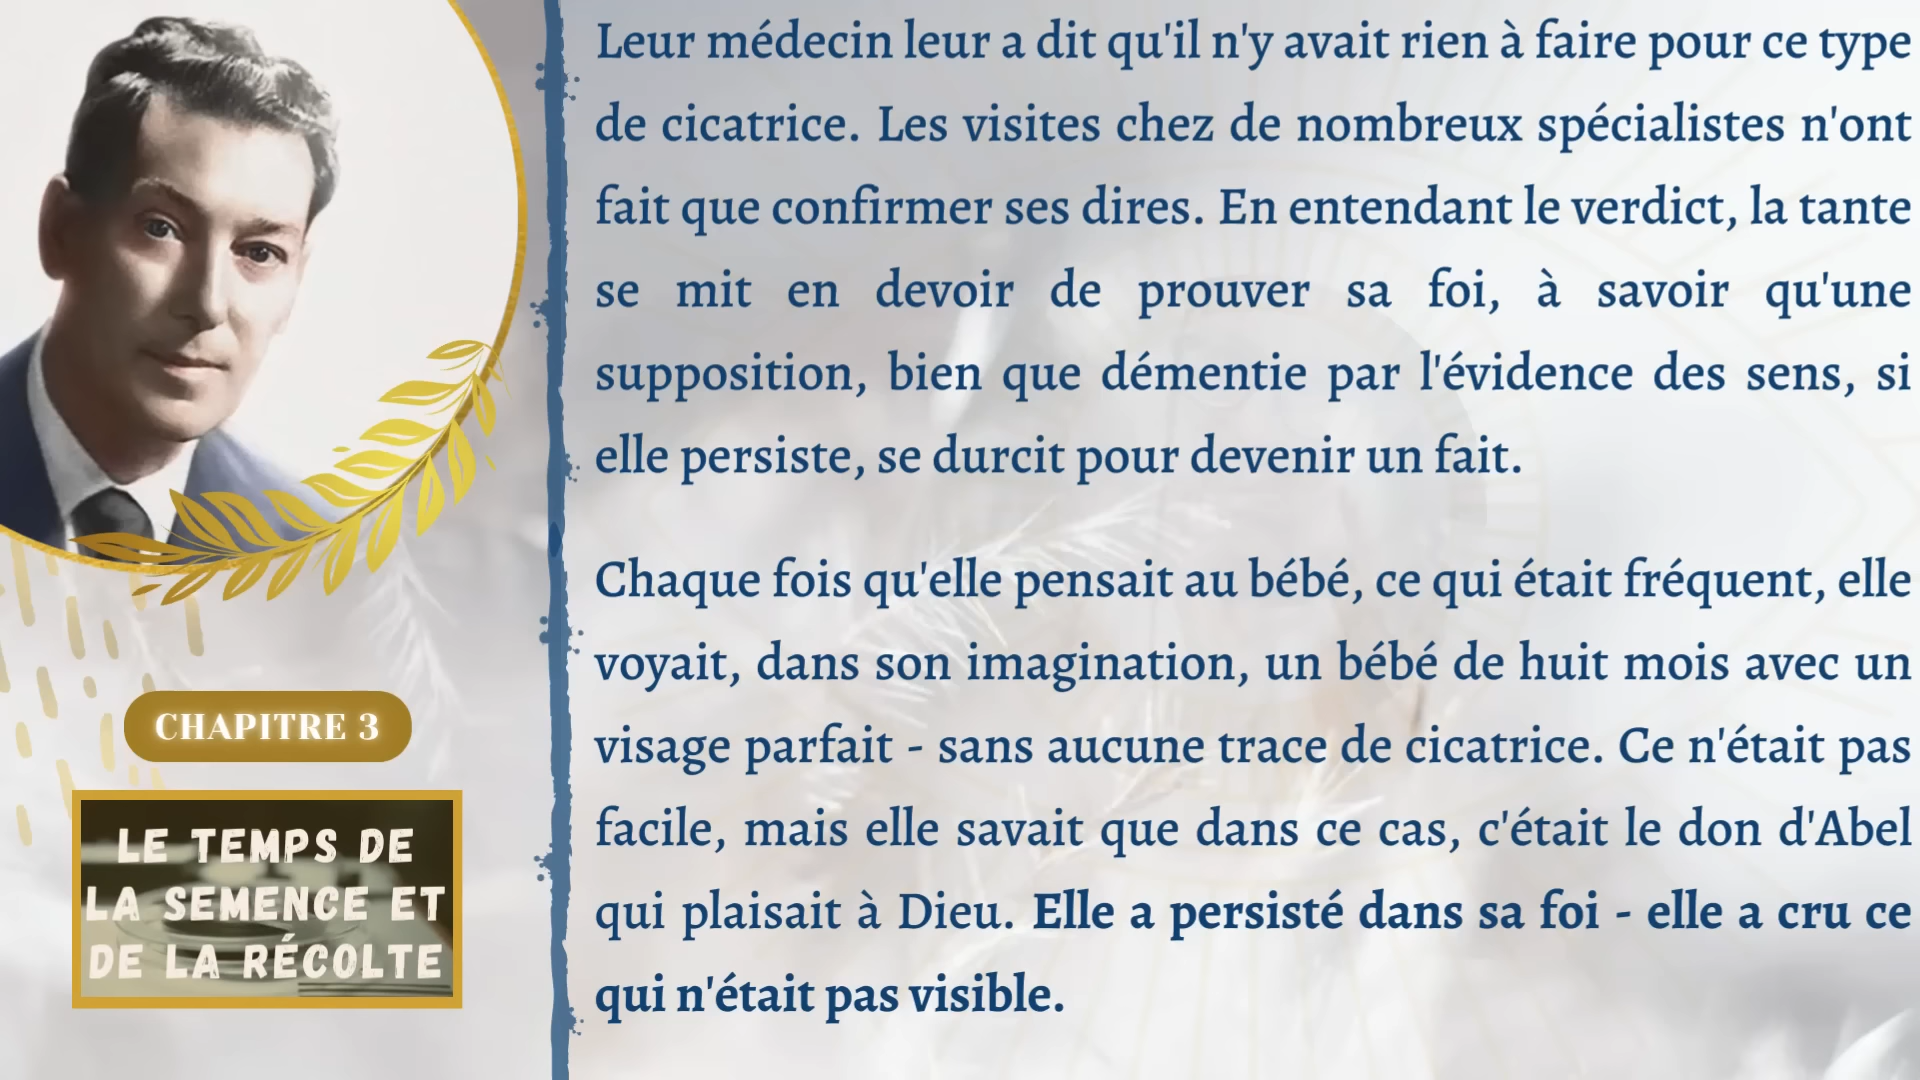 Leur médecin leur a dit qu'il n'y avait rien à faire pour ce type
de cicatrice. Les visites chez de nombreux spécialistes n'ont
fait que confirmer ses dires. En entendant le verdict, la tante
se mit en devoir de prouver sa foi, à savoir qu'une
supposition, bien que démentie par l'évidence des sens, si
elle persiste, se durcit pour devenir un fait.
Chaque fois qu'elle pensait au bébé, ce qui était fréquent, elle
voyait, dans son imagination, un bébé de huit mois avec un
visage parfait - sans aucune trace de cicatrice. Ce n'était pas
facile, mais elle savait que dans ce cas, c'était le don d'Abel
qui plaisait à Dieu. Elle a persisté dans sa foi - elle a cru ce
qui n'était pas visible.
CHAPITRE 3
LE TEMPS DE
LA SEMENCE ET
DE LA RÉCOLTE